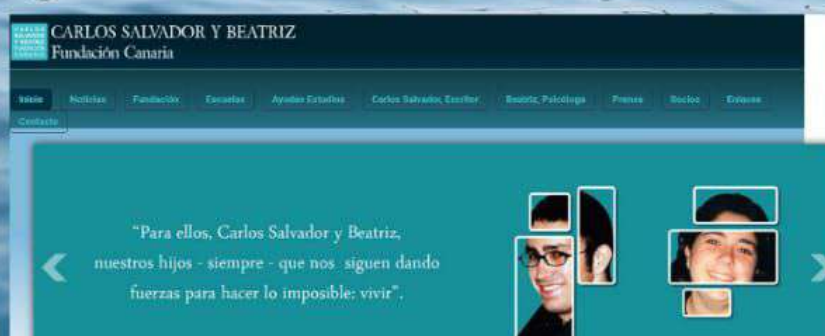 CARLOS SALVADOR Y BEATRIZ
Fundación Canaria
Inicio Noticias Fundación Escuelas Ayudas Estudios Carlos Salvador, Escritor Beatriz, Psicóloga Prensa Socios Enlaces
Contacto
“Para ellos, Carlos Salvador y Beatriz,
nuestros hijos - siempre - que nos siguen dando
fuerzas para hacer lo imposible: vivir”.